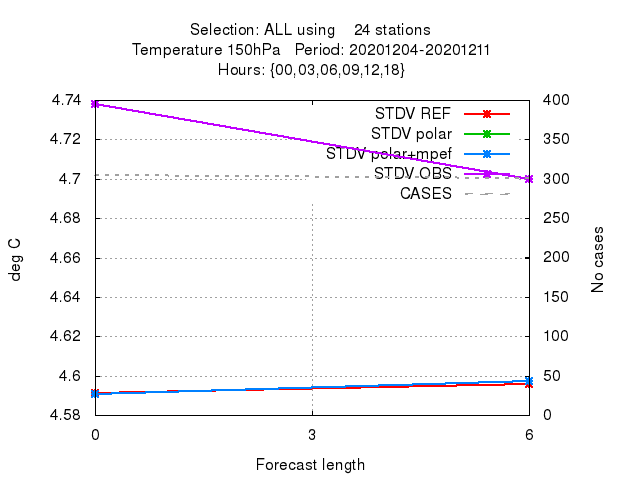 Selection: ALL using    24 stations
Temperature 150hPa   Period: 20201204-20201211
Hours: {00,03,06,09,12,18}
STDV REF
STDV polar
STDV polar+mpef
STDV OBS
CASES
4.74
4.72
4.7
4.68
4.66
4.64
4.62
4.6
4.58
400
350
300
250
200
150
100
50
0
deg C
No cases
0
3
6
Forecast length